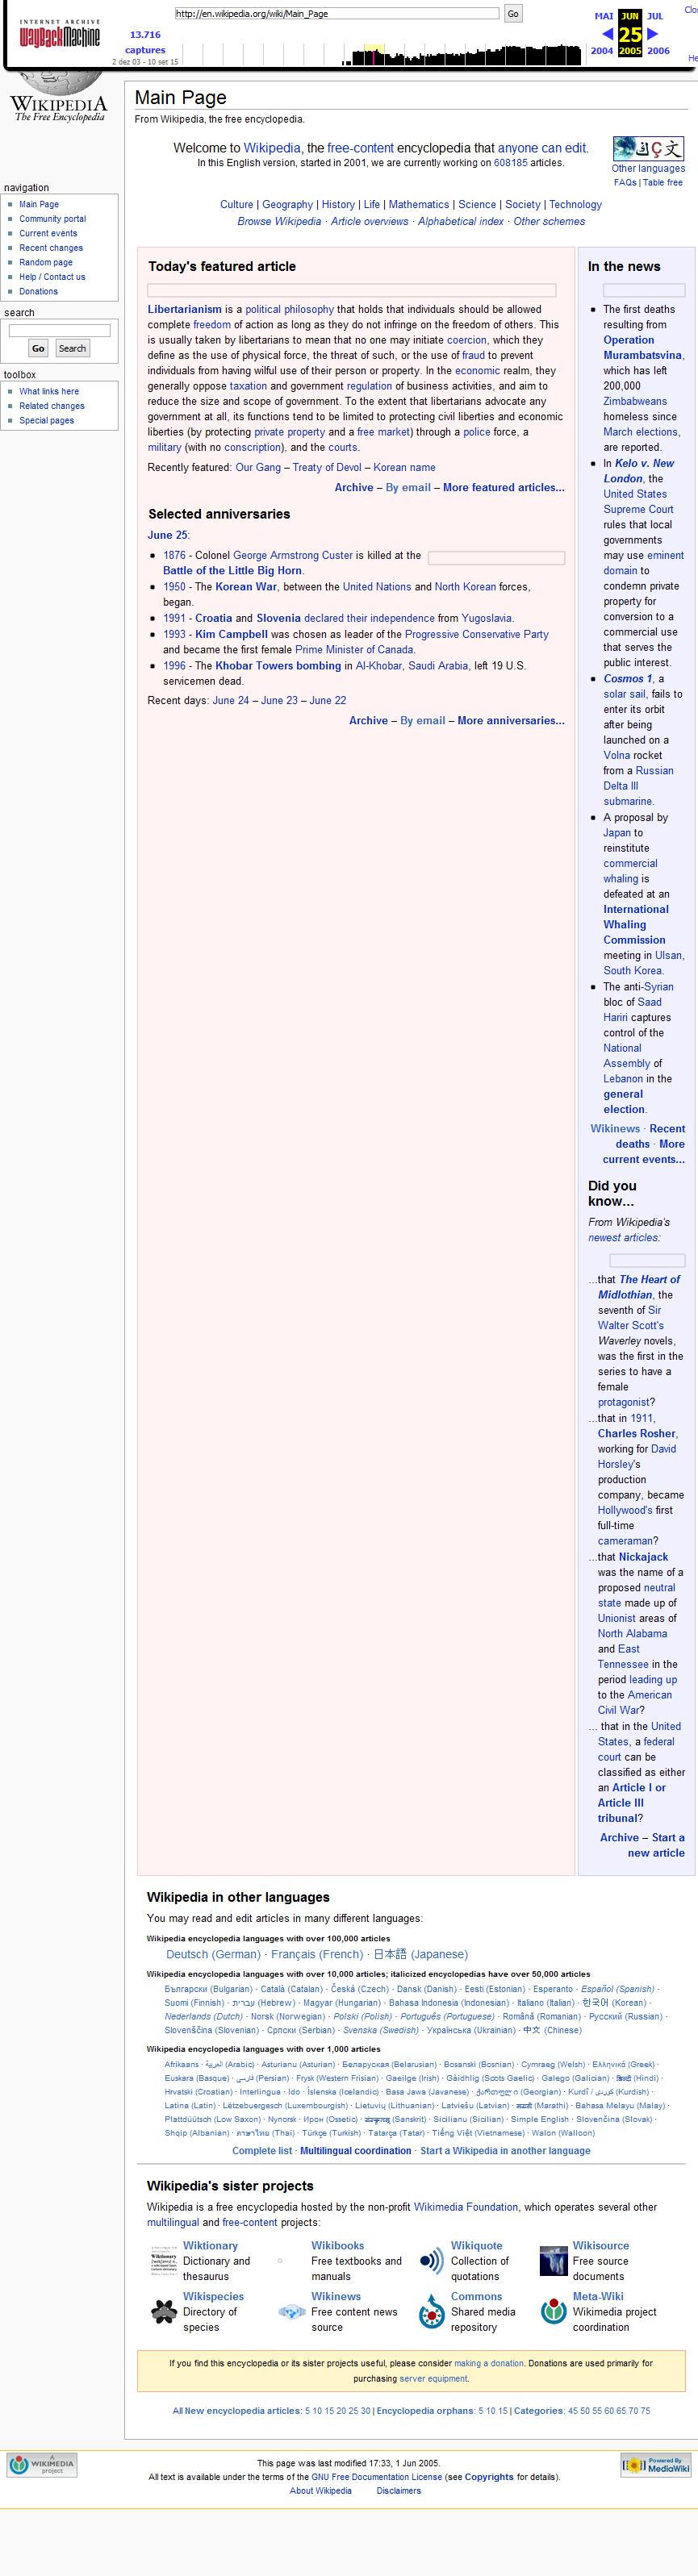 INTERNET ARCHIVE
WayBackMachine
http://en.wikipedia.org/wiki/Main_Page
Go
13.716
captures
2 dez 03 - 10 set 15
MAI JUN JUL
25
2004 2005 2006
Clo
He
WIKIPEDIA
The Free Encyclopedia
navigation
Main Page
Community portal
Current events
Recent changes
Random page
Help / Contact us
Donations
search
Go Search
toolbox
What links here
Related changes
Special pages
Main Page
From Wikipedia, the free encyclopedia.
Welcome to Wikipedia, the free-content encyclopedia that anyone can edit.
In this English version, started in 2001, we are currently working on 608185 articles.
Other languages
FAQs | Table free
Culture | Geography | History | Life | Mathematics | Science | Society | Technology
Browse Wikipedia · Article overviews · Alphabetical index · Other schemes
Today's featured article
Libertarianism is a political philosophy that holds that individuals should be allowed
complete freedom of action as long as they do not infringe on the freedom of others. This
is usually taken by libertarians to mean that no one may initiate coercion, which they
define as the use of physical force, the threat of such, or the use of fraud to prevent
individuals from having wilful use of their person or property. In the economic realm, they
generally oppose taxation and government regulation of business activities, and aim to
reduce the size and scope of government. To the extent that libertarians advocate any
government at all, its functions tend to be limited to protecting civil liberties and economic
liberties (by protecting private property and a free market) through a police force, a
military (with no conscription), and the courts.
Recently featured: Our Gang – Treaty of Devol – Korean name
Archive – By email – More featured articles...
Selected anniversaries
June 25:
1876 - Colonel George Armstrong Custer is killed at the
Battle of the Little Big Horn.
1950 - The Korean War, between the United Nations and North Korean forces,
began.
1991 - Croatia and Slovenia declared their independence from Yugoslavia.
1993 - Kim Campbell was chosen as leader of the Progressive Conservative Party
and became the first female Prime Minister of Canada.
1996 - The Khobar Towers bombing in Al-Khobar, Saudi Arabia, left 19 U.S.
servicemen dead.
Recent days: June 24 – June 23 – June 22
Archive – By email – More anniversaries...
In the news
The first deaths
resulting from
Operation
Murambatsvina,
which has left
200,000
Zimbabweans
homeless since
March elections,
are reported.
In Kelo v. New
London, the
United States
Supreme Court
rules that local
governments
may use eminent
domain to
condemn private
property for
conversion to a
commercial use
that serves the
public interest.
Cosmos 1, a
solar sail, fails to
enter its orbit
after being
launched on a
Volna rocket
from a Russian
Delta III
submarine.
A proposal by
Japan to
reinstitute
commercial
whaling is
defeated at an
International
Whaling
Commission
meeting in Ulsan,
South Korea.
The anti-Syrian
bloc of Saad
Hariri captures
control of the
National
Assembly of
Lebanon in the
general
election.
Wikinews · Recent
deaths · More
current events...
Did you
know...
From Wikipedia's
newest articles:
...that The Heart of
Midlothian, the
seventh of Sir
Walter Scott's
Waverley novels,
was the first in the
series to have a
female
protagonist?
...that in 1911,
Charles Rosher,
working for David
Horsley's
production
company, became
Hollywood's first
full-time
cameraman?
...that Nickajack
was the name of a
proposed neutral
state made up of
Unionist areas of
North Alabama
and East
Tennessee in the
period leading up
to the American
Civil War?
... that in the United
States, a federal
court can be
classified as either
an Article I or
Article III
tribunal?
Archive – Start a
new article
Wikipedia in other languages
You may read and edit articles in many different languages:
Wikipedia encyclopedia languages with over 100,000 articles
Deutsch (German) · Français (French) · 日本語 (Japanese)
Wikipedia encyclopedia languages with over 10,000 articles; italicized encyclopedias have over 50,000 articles
Български (Bulgarian) · Català (Catalan) · Česká (Czech) · Dansk (Danish) · Eesti (Estonian) · Esperanto · Español (Spanish) ·
Suomi (Finnish) · עברית (Hebrew) · Magyar (Hungarian) · Bahasa Indonesia (Indonesian) · Italiano (Italian) · 한국어 (Korean) ·
Nederlands (Dutch) · Norsk (Norwegian) · Polski (Polish) · Português (Portuguese) · Română (Romanian) · Русский (Russian) ·
Slovenščina (Slovenian) · Српски (Serbian) · Svenska (Swedish) · Українська (Ukrainian) · 中文 (Chinese)
Wikipedia encyclopedia languages with over 1,000 articles
Afrikaans · العربية (Arabic) · Asturianu (Asturian) · Беларуская (Belarusian) · Bosanski (Bosnian) · Cymraeg (Welsh) · Ελληνικά (Greek) ·
Euskara (Basque) · فارسی (Persian) · Frysk (Western Frisian) · Gaeilge (Irish) · Gàidhlig (Scots Gaelic) · Galego (Galician) · हिन्दी (Hindi) ·
Hrvatski (Croatian) · Interlingua · Ido · Íslenska (Icelandic) · Basa Jawa (Javanese) · ქართული (Georgian) · Kurdî / كوردی (Kurdish) ·
Latina (Latin) · Lëtzebuergesch (Luxembourgish) · Lietuvių (Lithuanian) · Latviešu (Latvian) · मराठी (Marathi) · Bahasa Melayu (Malay) ·
Plattdüütsch (Low Saxon) · Nynorsk · Ирон (Ossetic) · संस्कृतम् (Sanskrit) · Sicilianu (Sicilian) · Simple English · Slovenčina (Slovak) ·
Shqip (Albanian) · ภาษาไทย (Thai) · Türkçe (Turkish) · Tatarça (Tatar) · Tiếng Việt (Vietnamese) · Walon (Walloon)
Complete list · Multilingual coordination · Start a Wikipedia in another language
Wikipedia's sister projects
Wikipedia is a free encyclopedia hosted by the non-profit Wikimedia Foundation, which operates several other
multilingual and free-content projects:
Wiktionary
Dictionary and
thesaurus
Wikibooks
Free textbooks and
manuals
Wikiquote
Collection of
quotations
Wikisource
Free source
documents
Wikispecies
Directory of
species
Wikinews
Free content news
source
Commons
Shared media
repository
Meta-Wiki
Wikimedia project
coordination
If you find this encyclopedia or its sister projects useful, please consider making a donation. Donations are used primarily for
purchasing server equipment.
All New encyclopedia articles: 5 10 15 20 25 30 | Encyclopedia orphans: 5 10 15 | Categories: 45 50 55 60 65 70 75
A WIKIMEDIA project
This page was last modified 17:33, 1 Jun 2005.
All text is available under the terms of the GNU Free Documentation License (see Copyrights for details).
About Wikipedia Disclaimers
Powered By
MediaWiki